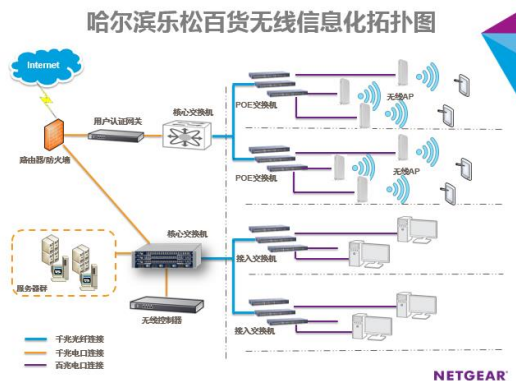 哈尔滨乐松百货无线信息化拓扑图
Internet
用户认证网关
核心交换机
路由器/防火墙
POE交换机
无线AP
POE交换机
无线AP
核心交换机
接入交换机
服务器群
无线控制器
接入交换机
千兆光纤连接
千兆电口连接
百兆电口连接
NETGEAR